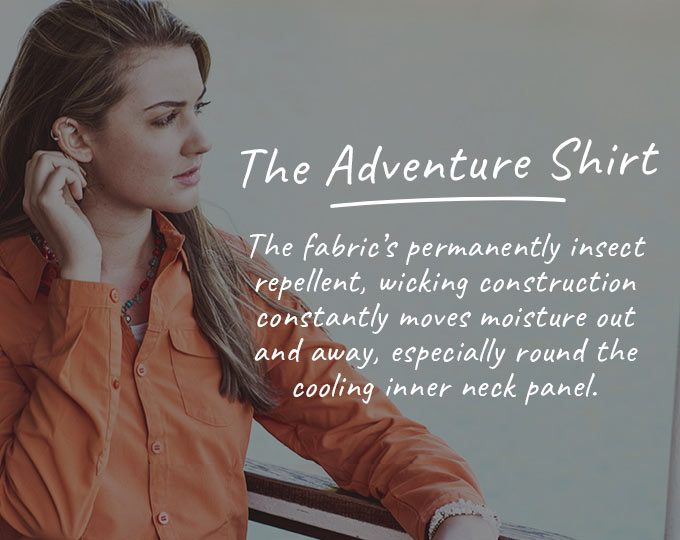 The Adventure Shirt
The fabric’s permanently insect
repellent, wicking construction
constantly moves moisture out
and away, especially round the
cooling inner neck panel.